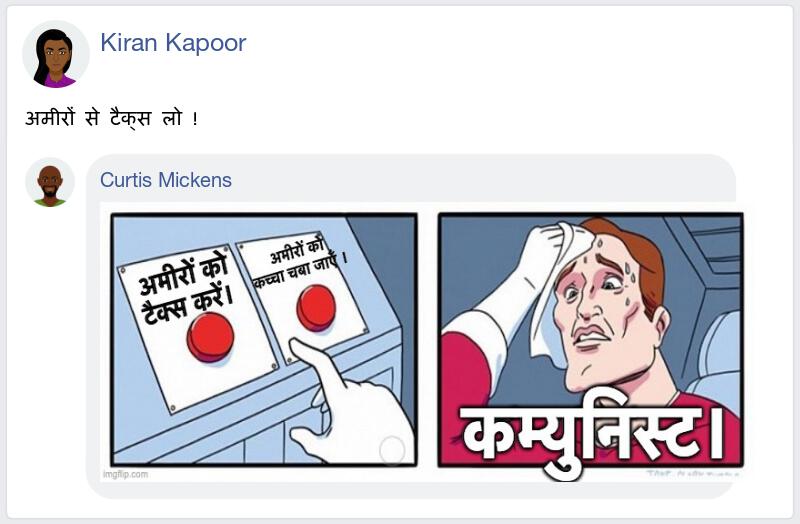 Kiran Kapoor
अमीरों से टैक्स लो !
Curtis Mickens
अमीरों को
टैक्स करें।
अमीरों को
कच्चा चबा जाएँ ।
कम्युनिस्ट।
imgflip.com